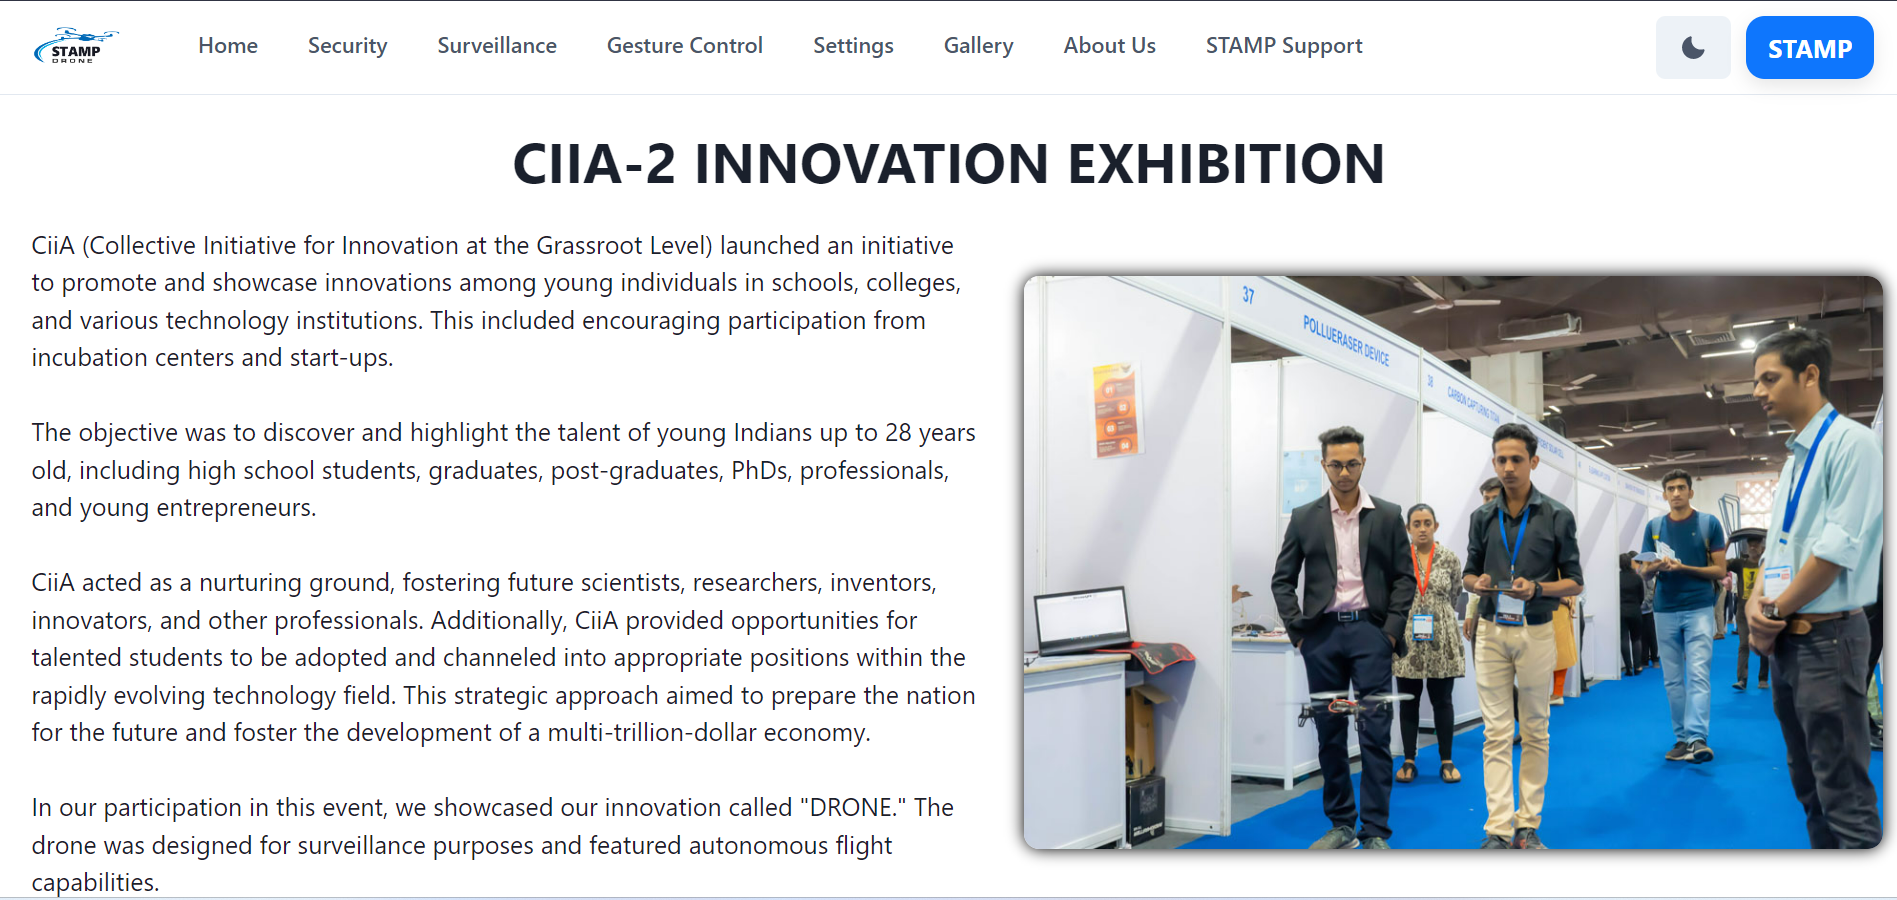 STAMP
DRONE
Home
Security
Surveillance
Gesture Control
Settings
Gallery
About Us
STAMP Support
STAMP
CIIA-2 INNOVATION EXHIBITION
CiiA (Collective Initiative for Innovation at the Grassroot Level) launched an initiative
to promote and showcase innovations among young individuals in schools, colleges,
and various technology institutions. This included encouraging participation from
incubation centers and start-ups.
The objective was to discover and highlight the talent of young Indians up to 28 years
old, including high school students, graduates, post-graduates, PhDs, professionals,
and young entrepreneurs.
CiiA acted as a nurturing ground, fostering future scientists, researchers, inventors,
innovators, and other professionals. Additionally, CiiA provided opportunities for
talented students to be adopted and channeled into appropriate positions within the
rapidly evolving technology field. This strategic approach aimed to prepare the nation
for the future and foster the development of a multi-trillion-dollar economy.
In our participation in this event, we showcased our innovation called "DRONE." The
drone was designed for surveillance purposes and featured autonomous flight
capabilities.
37
POLLUERASER DEVICE
38
CARBON CAPTURING TITAN